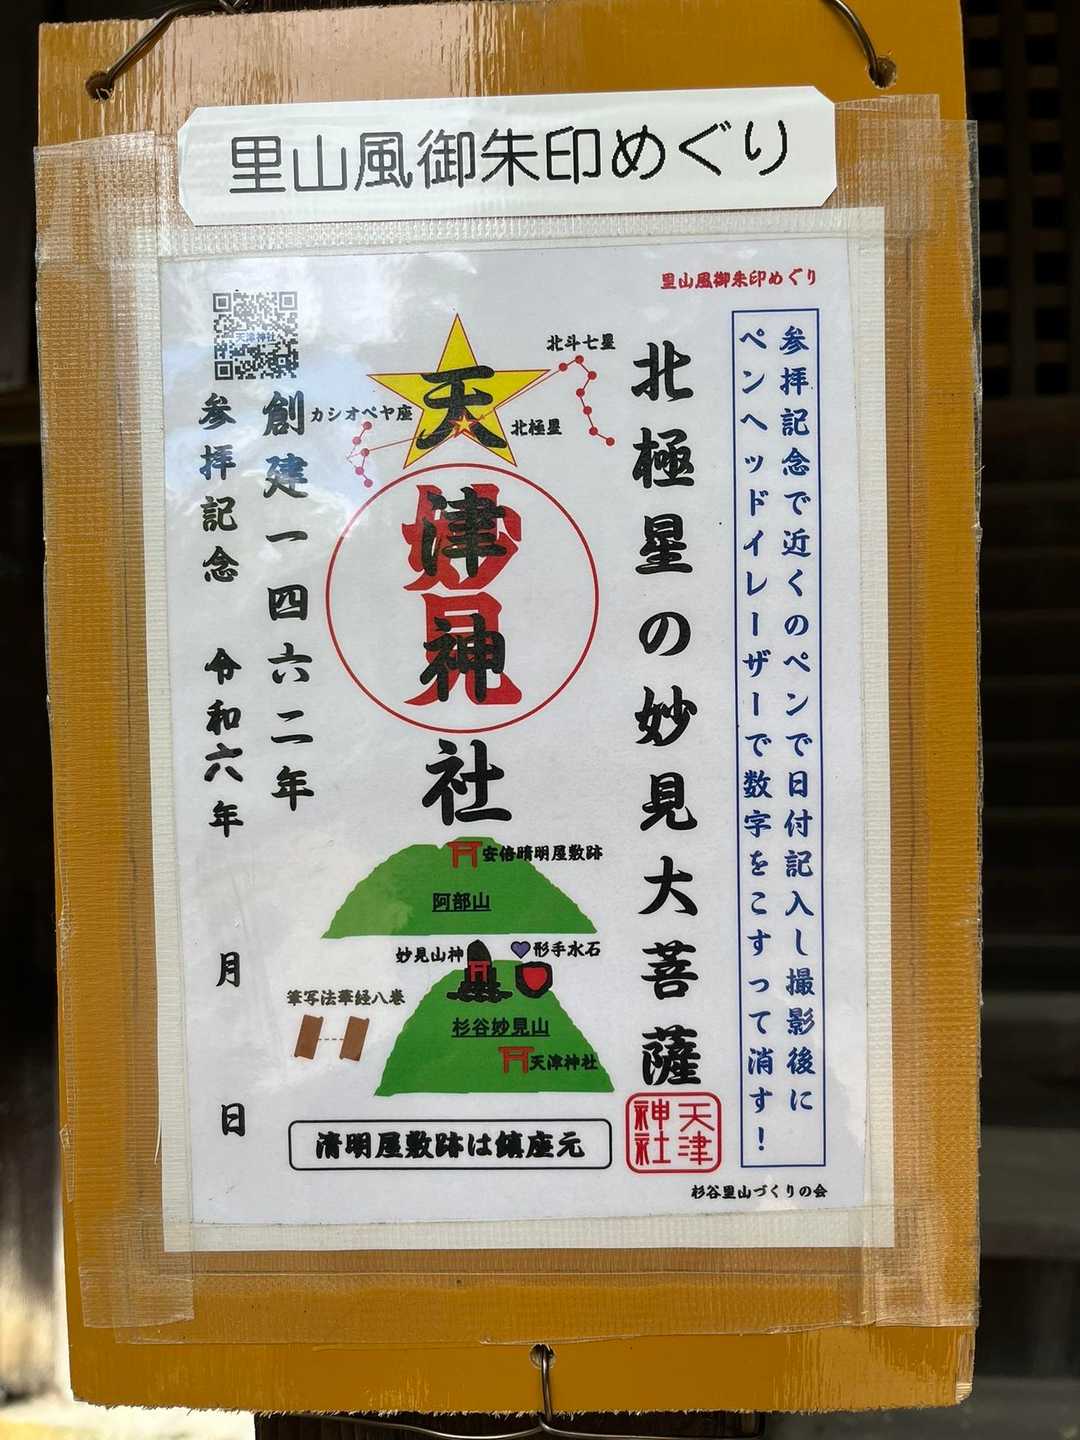 里山風御朱印めぐり
里山風御朱印めぐり
参拝記念で近くのペンで日付記入し撮影後に
ペンヘッドイレーザーで数字をこすって消す！
北極星の妙見大菩薩
天津神社
北斗七星
カシオペヤ座
北極星
天津神社
妙見
創建一四六二年
参拝記念 令和六年 月 日
安倍晴明屋敷跡
阿部山
妙見山神
形手水石
筆写法華経八巻
杉谷妙見山
天津神社
清明屋敷跡は鎮座元
天津
神社
杉谷里山づくりの会